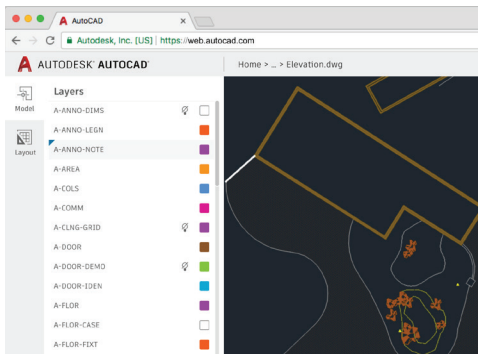 AutoCAD
Autodesk, Inc. [US] | https://web.autocad.com
AUTODESK® AUTOCAD®
Home > ... > Elevation.dwg
Model
Layout
Layers
A-ANNO-DIMS
A-ANNO-LEGN
A-ANNO-NOTE
A-AREA
A-COLS
A-COMM
A-CLNG-GRID
A-DOOR
A-DOOR-DEMO
A-DOOR-IDEN
A-FLOR
A-FLOR-CASE
A-FLOR-FIXT